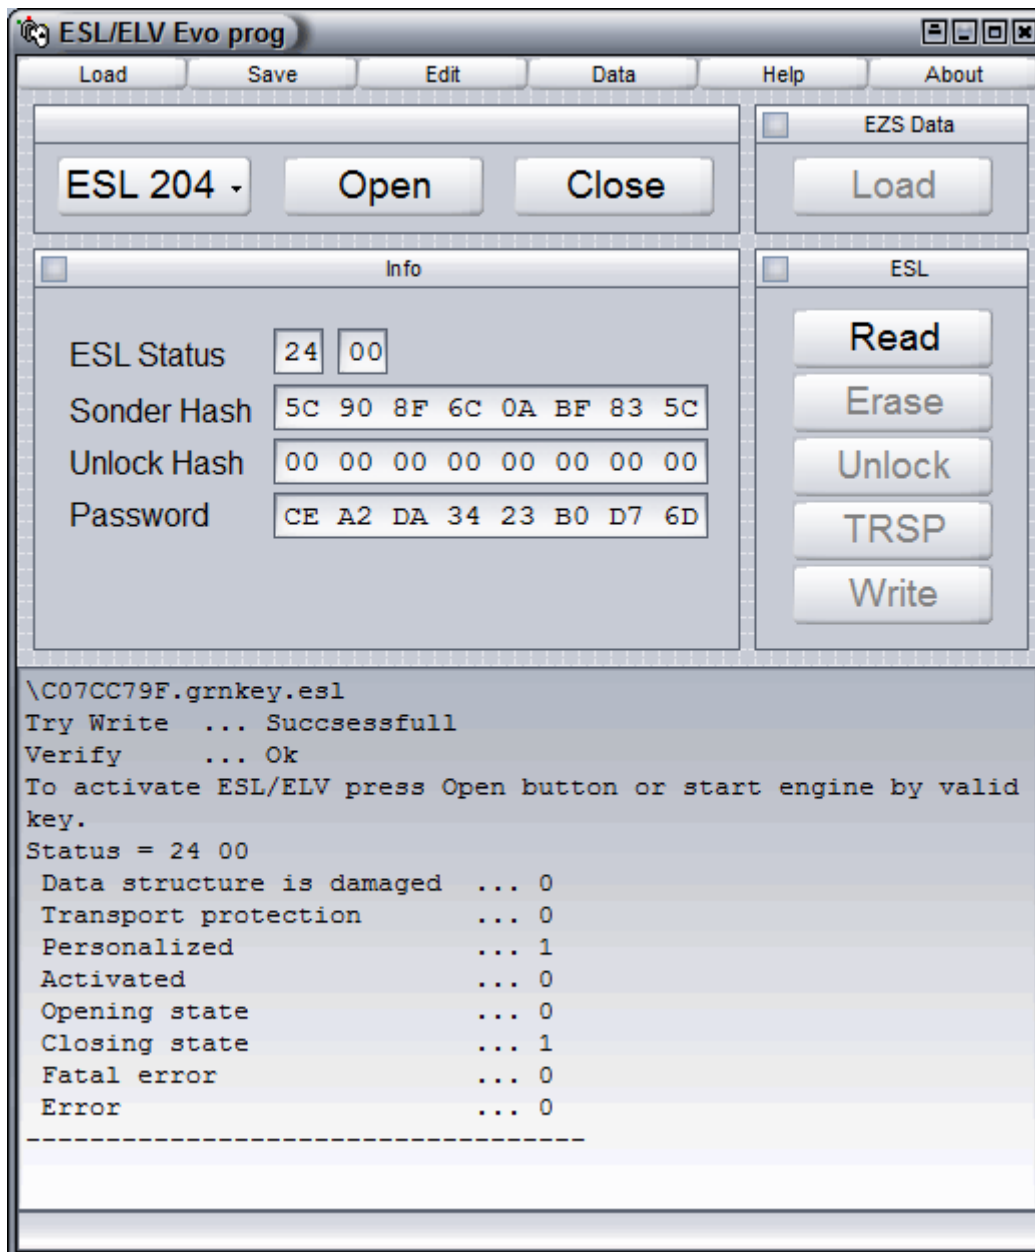 ESL/ELV Evo prog
Load Save Edit Data Help About
EZS Data
ESL 204 Open Close Load
Info ESL
ESL Status 24 00
Sonder Hash 5C 90 8F 6C 0A BF 83 5C
Unlock Hash 00 00 00 00 00 00 00 00
Password CE A2 DA 34 23 B0 D7 6D
Read
Erase
Unlock
TRSP
Write
\C07CC79F.grnkey.esl
Try Write ... Succsessfull
Verify ... Ok
To activate ESL/ELV press Open button or start engine by valid
key.
Status = 24 00
Data structure is damaged ... 0
Transport protection ... 0
Personalized ... 1
Activated ... 0
Opening state ... 0
Closing state ... 1
Fatal error ... 0
Error ... 0
-----------------------------------